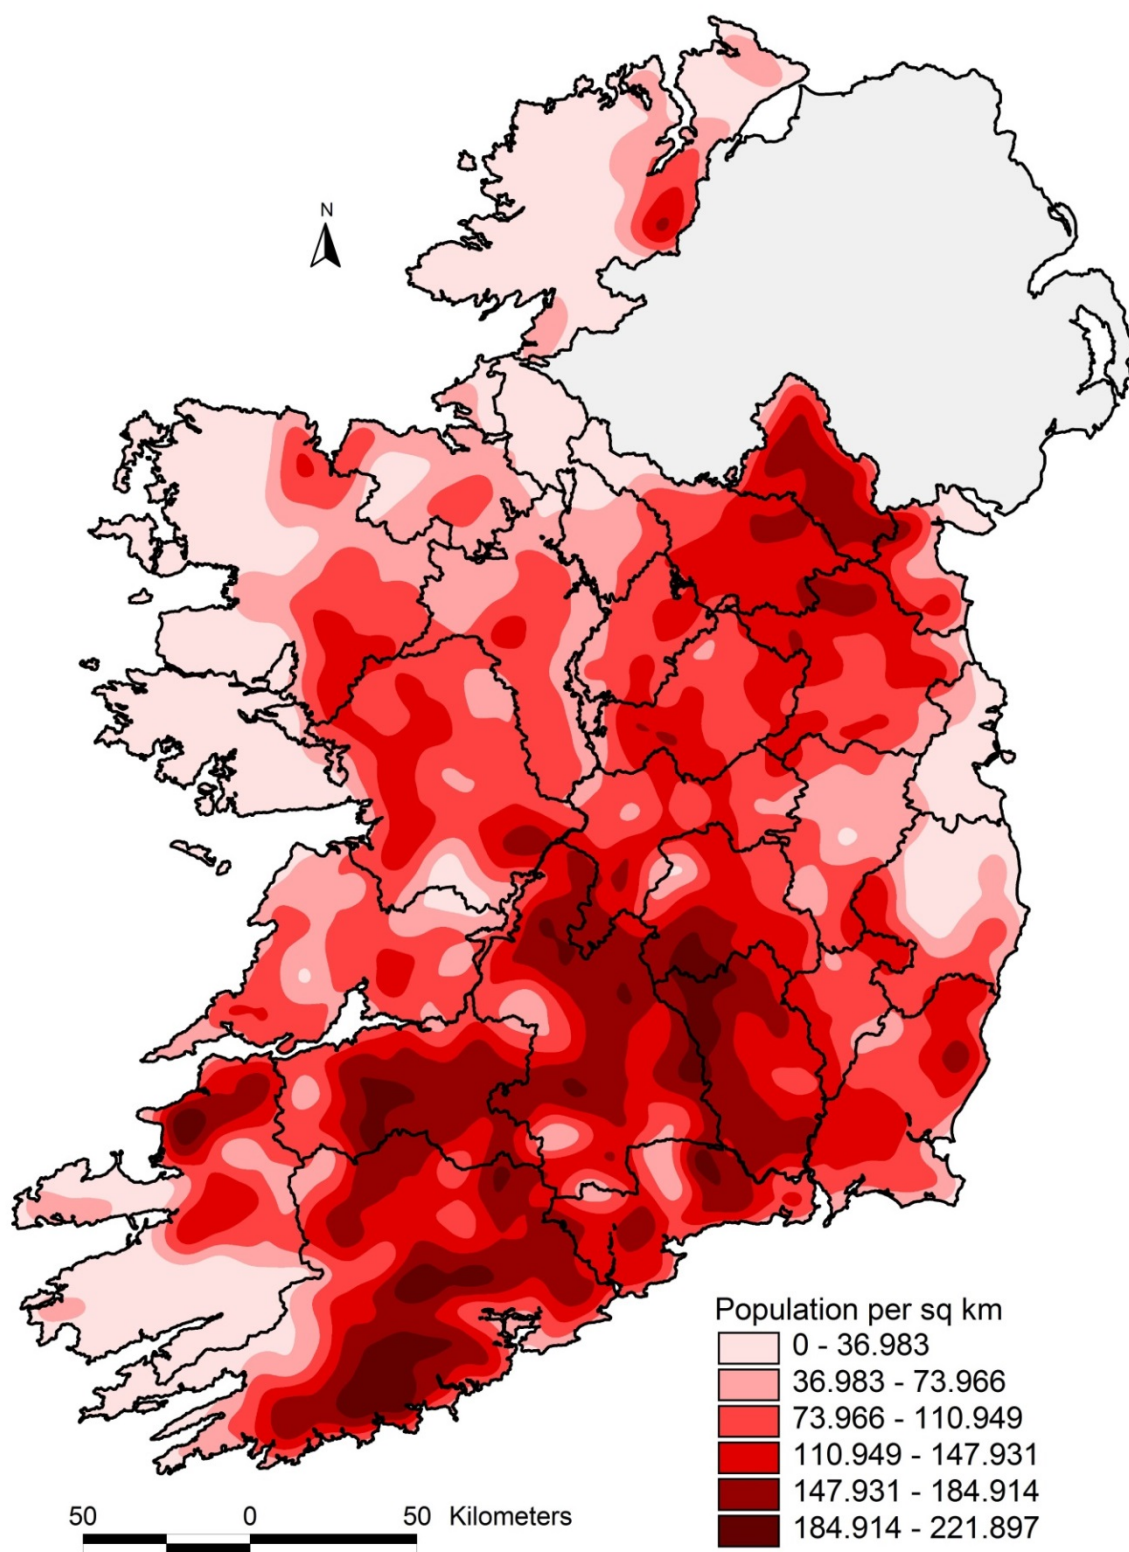 N
Population per sq km
0 - 36.983
36.983 - 73.966
73.966 - 110.949
110.949 - 147.931
147.931 - 184.914
184.914 - 221.897
50 0 50 Kilometers